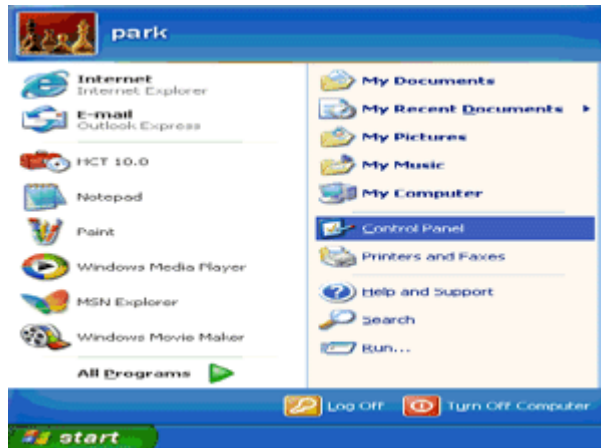 park
Internet
Internet Explorer
E-mail
Outlook Express
HCT 10.0
Notepad
Paint
Windows Media Player
MSN Explorer
Windows Movie Maker
All Programs
My Documents
My Recent Documents
My Pictures
My Music
My Computer
Control Panel
Printers and Faxes
Help and Support
Search
Run...
Log Off
Turn Off Computer
start